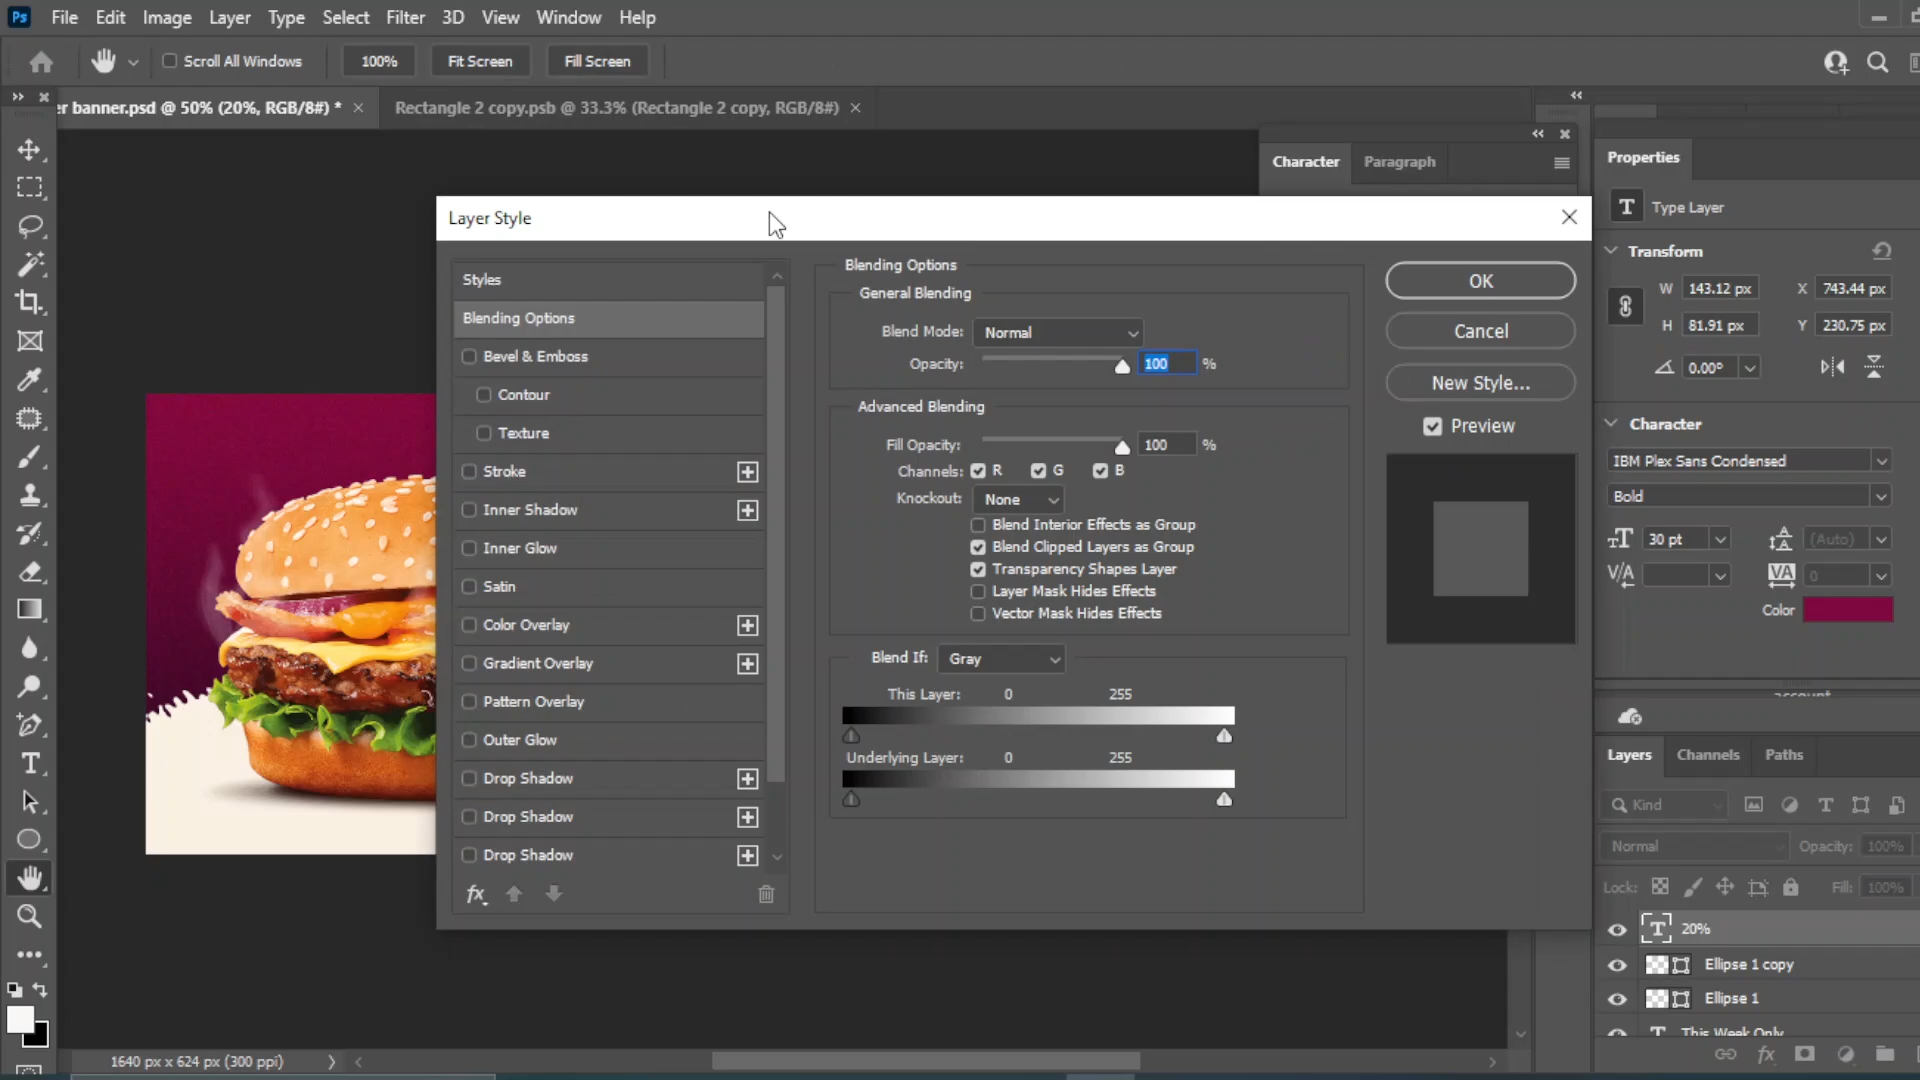 Ps File Edit Image Layer Type Select Filter 3D View Window Help
Scroll All Windows 100% Fit Screen Fill Screen
er banner.psd @ 50% (20%, RGB/8#) * × Rectangle 2 copy.psb @ 33.3% (Rectangle 2 copy, RGB/8#) ×
Character Paragraph
Layer Style
Styles
Blending Options
Bevel & Emboss
Contour
Texture
Stroke
Inner Shadow
Inner Glow
Satin
Color Overlay
Gradient Overlay
Pattern Overlay
Outer Glow
Drop Shadow
Drop Shadow
Drop Shadow
fx
Blending Options
General Blending
Blend Mode: Normal
Opacity: 100 %
Advanced Blending
Fill Opacity: 100 %
Channels: R G B
Knockout: None
Blend Interior Effects as Group
Blend Clipped Layers as Group
Transparency Shapes Layer
Layer Mask Hides Effects
Vector Mask Hides Effects
Blend If: Gray
This Layer: 0 255
Underlying Layer: 0 255
OK
Cancel
New Style...
Preview
Properties
T Type Layer
Transform
W 143.12 px X 743.44 px
H 81.91 px Y 230.75 px
0.00°
Character
IBM Plex Sans Condensed
Bold
30 pt (Auto)
V/A VA 0
Color
account
Layers Channels Paths
Kind
Normal Opacity: 100%
Lock: Fill: 100%
T 20%
Ellipse 1 copy
Ellipse 1
T This Week Only
fx
1640 px x 624 px (300 ppi)